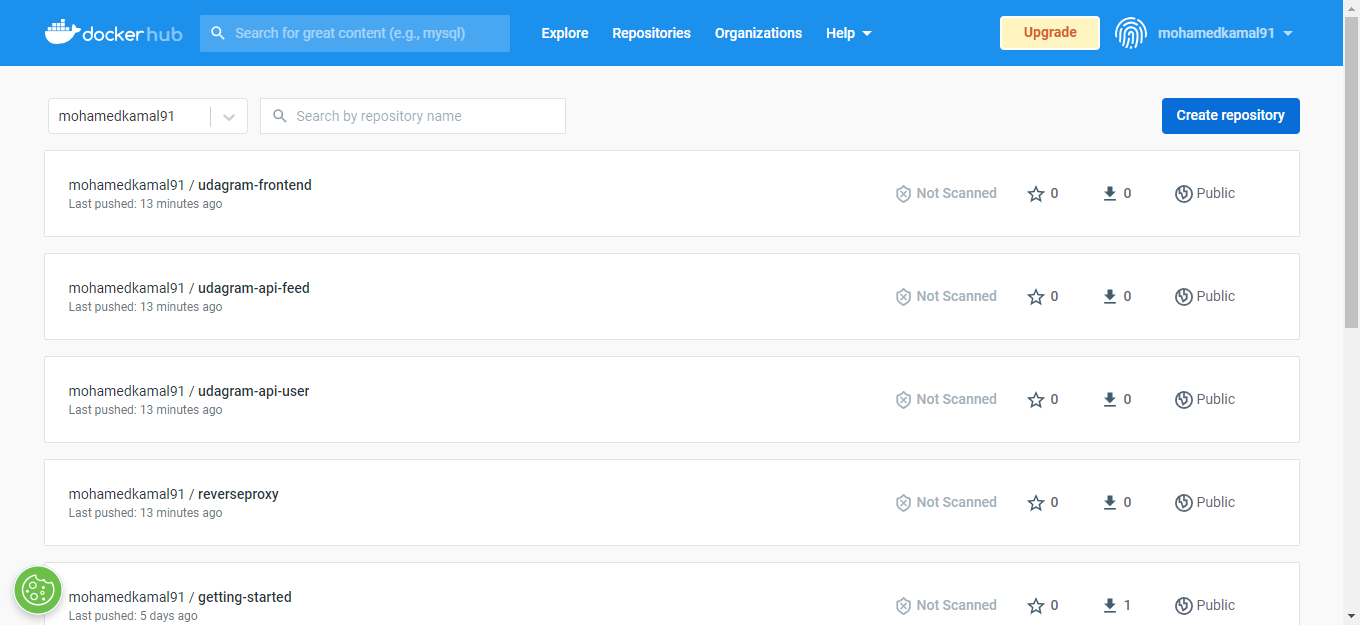 docker hub Search for great content (e.g., mysql) Explore Repositories Organizations Help Upgrade mohamedkamal91
mohamedkamal91 Search by repository name Create repository
mohamedkamal91 / udagram-frontend
Last pushed: 13 minutes ago
Not Scanned 0 0 Public
mohamedkamal91 / udagram-api-feed
Last pushed: 13 minutes ago
Not Scanned 0 0 Public
mohamedkamal91 / udagram-api-user
Last pushed: 13 minutes ago
Not Scanned 0 0 Public
mohamedkamal91 / reverseproxy
Last pushed: 13 minutes ago
Not Scanned 0 0 Public
mohamedkamal91 / getting-started
Last pushed: 5 days ago
Not Scanned 0 1 Public